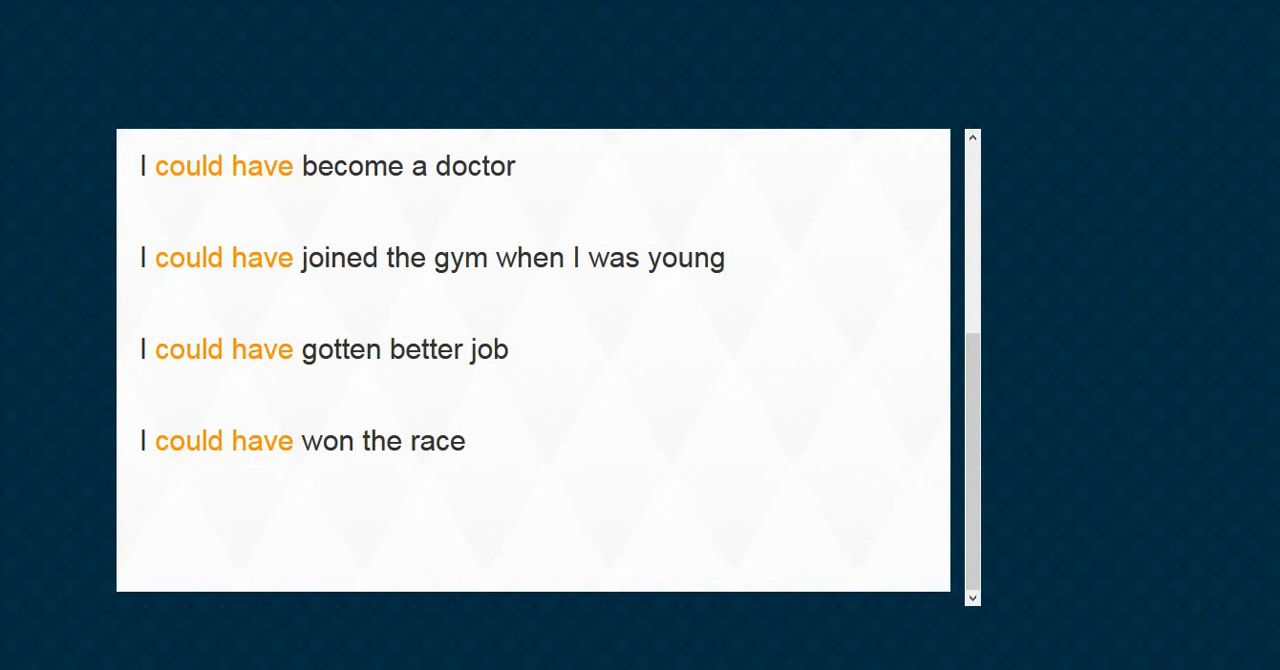 I could have become a doctor
I could have joined the gym when I was young
I could have gotten better job
I could have won the race